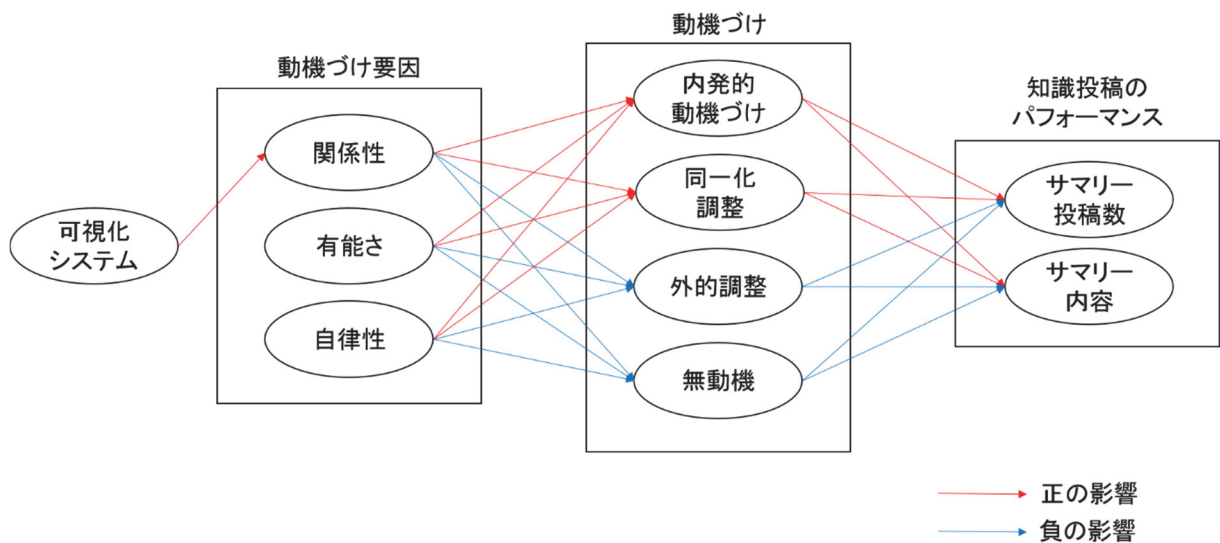 可視化
システム
動機づけ要因
関係性
有能さ
自律性
動機づけ
内発的
動機づけ
同一化
調整
外的調整
無動機
知識投稿の
パフォーマンス
サマリー
投稿数
サマリー
内容
正の影響
負の影響